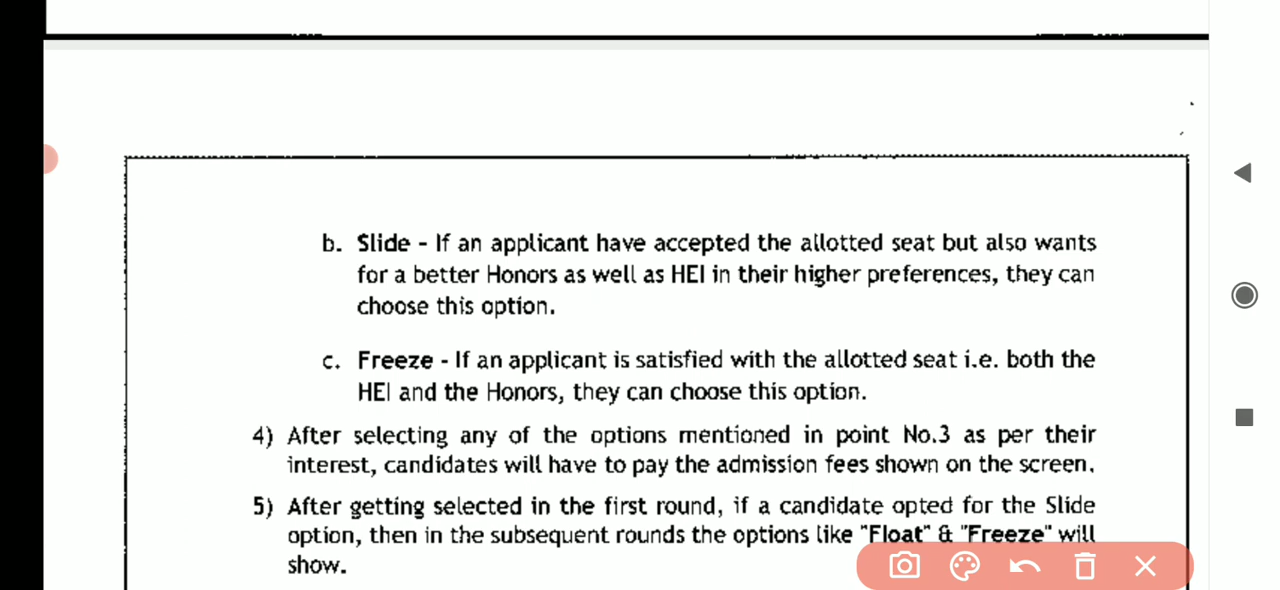 b. Slide - If an applicant have accepted the allotted seat but also wants
for a better Honors as well as HEI in their higher preferences, they can
choose this option.
c. Freeze - If an applicant is satisfied with the allotted seat i.e. both the
HEI and the Honors, they can choose this option.
4) After selecting any of the options mentioned in point No.3 as per their
interest, candidates will have to pay the admission fees shown on the screen.
5) After getting selected in the first round, if a candidate opted for the Slide
option, then in the subsequent rounds the options like "Float" & "Freeze" will
show.